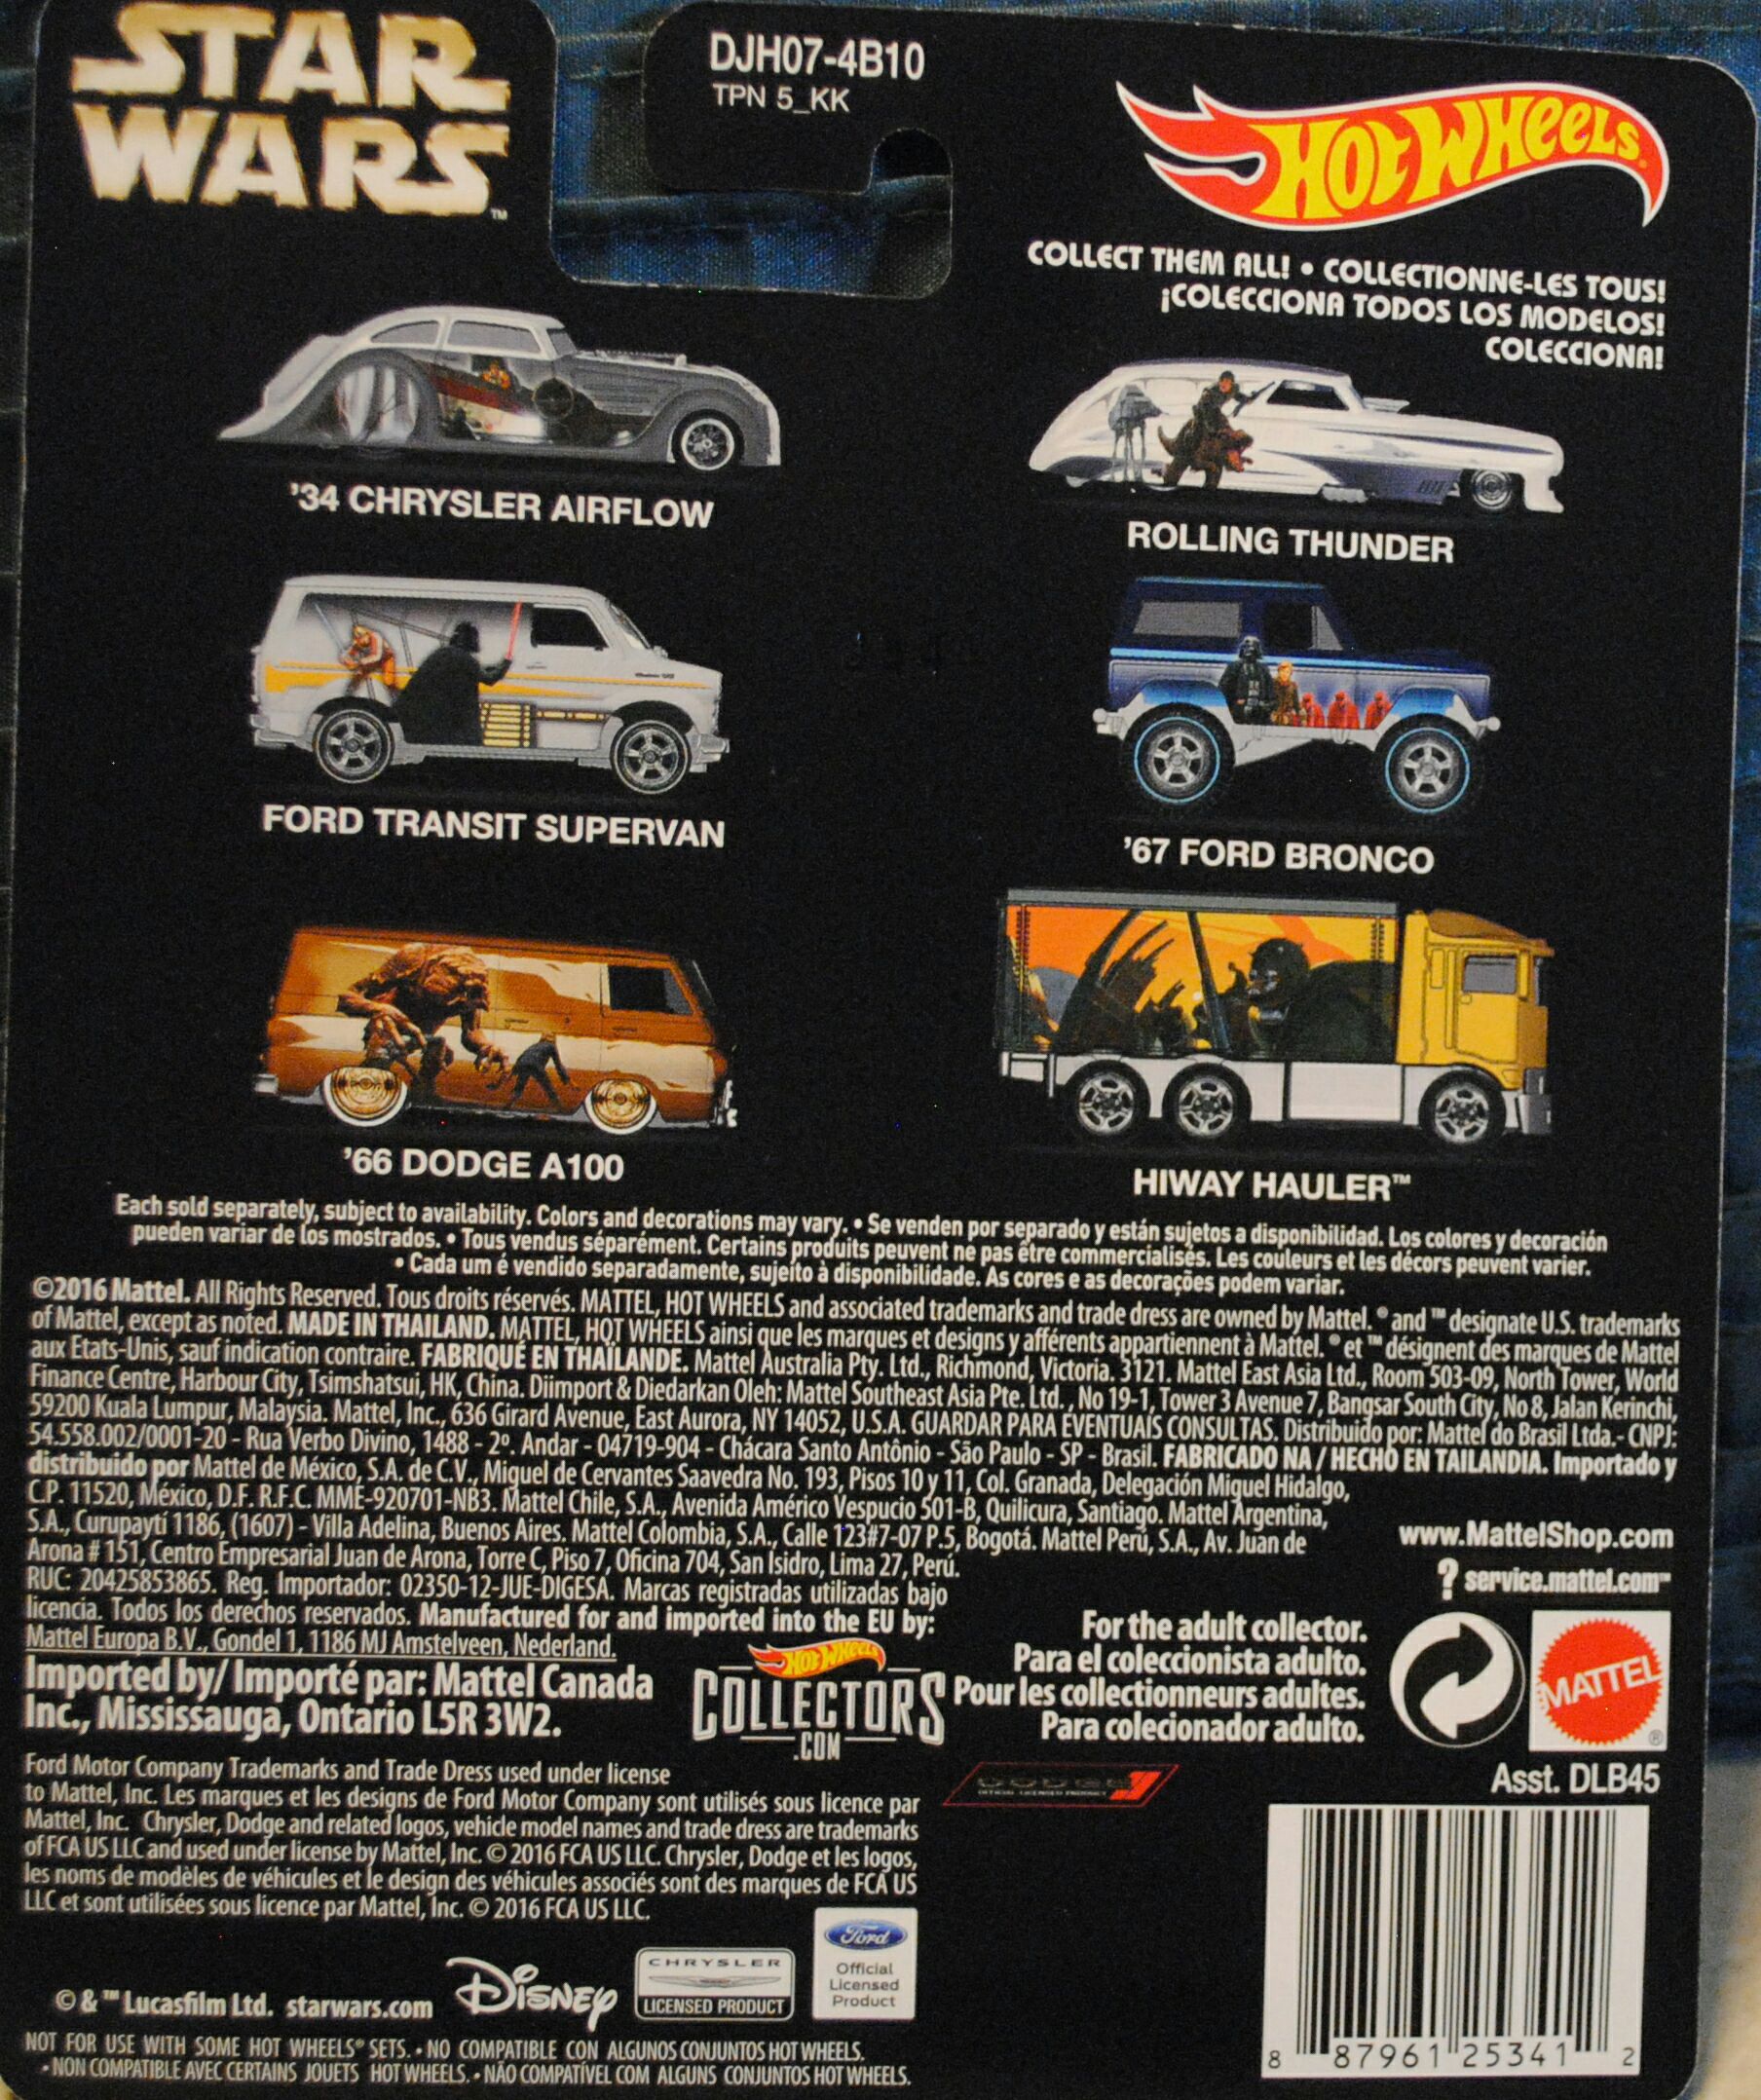 STAR
WARS™
DJH07-4B10
TPN 5_KK
HOT WHEELS®
COLLECT THEM ALL! • COLLECTIONNE-LES TOUS!
¡COLECCIONA TODOS LOS MODELOS!
COLECCIONA!
'34 CHRYSLER AIRFLOW
ROLLING THUNDER
FORD TRANSIT SUPERVAN
'67 FORD BRONCO
'66 DODGE A100
HIWAY HAULER™
Each sold separately, subject to availability. Colors and decorations may vary. • Se venden por separado y están sujetos a disponibilidad. Los colores y decoración
pueden variar de los mostrados. • Tous vendus séparément. Certains produits peuvent ne pas être commercialisés. Les couleurs et les décors peuvent varier.
• Cada um é vendido separadamente, sujeito à disponibilidade. As cores e as decorações podem variar.
©2016 Mattel. All Rights Reserved. Tous droits réservés. MATTEL, HOT WHEELS and associated trademarks and trade dress are owned by Mattel. ® and ™ designate U.S. trademarks
of Mattel, except as noted. MADE IN THAILAND. MATTEL, HOT WHEELS ainsi que les marques et designs y afférents appartiennent à Mattel. ® et ™ désignent des marques de Mattel
aux Etats-Unis, sauf indication contraire. FABRIQUÉ EN THAÏLANDE. Mattel Australia Pty. Ltd., Richmond, Victoria. 3121. Mattel East Asia Ltd., Room 503-09, North Tower, World
Finance Centre, Harbour City, Tsimshatsui, HK, China. Diimport & Diedarkan Oleh: Mattel Southeast Asia Pte. Ltd., No 19-1, Tower 3 Avenue 7, Bangsar South City, No 8, Jalan Kerinchi,
59200 Kuala Lumpur, Malaysia. Mattel, Inc., 636 Girard Avenue, East Aurora, NY 14052, U.S.A. GUARDAR PARA EVENTUAIS CONSULTAS. Distribuido por: Mattel do Brasil Ltda.- CNPJ:
54.558.002/0001-20 - Rua Verbo Divino, 1488 - 2º. Andar - 04719-904 - Chácara Santo Antônio - São Paulo - SP - Brasil. FABRICADO NA / HECHO EN TAILANDIA. Importado y
distribuido por Mattel de México, S.A. de C.V., Miguel de Cervantes Saavedra No. 193, Pisos 10 y 11, Col. Granada, Delegación Miguel Hidalgo,
C.P. 11520, México, D.F. R.F.C. MME-920701-NB3. Mattel Chile, S.A., Avenida Américo Vespucio 501-B, Quilicura, Santiago. Mattel Argentina,
S.A., Curupaytí 1186, (1607) - Villa Adelina, Buenos Aires. Mattel Colombia, S.A., Calle 123#7-07 P.5, Bogotá. Mattel Perú, S.A., Av. Juan de
Arona # 151, Centro Empresarial Juan de Arona, Torre C, Piso 7, Oficina 704, San Isidro, Lima 27, Perú.
RUC: 20425853865. Reg. Importador: 02350-12-JUE-DIGESA. Marcas registradas utilizadas bajo
licencia. Todos los derechos reservados. Manufactured for and imported into the EU by:
Mattel Europa B.V., Gondel 1, 1186 MJ Amstelveen, Nederland.
Imported by/ Importé par: Mattel Canada
Inc., Mississauga, Ontario L5R 3W2.
www.MattelShop.com
? service.mattel.com™
HOT WHEELS
COLLECTORS
.COM
For the adult collector.
Para el coleccionista adulto.
Pour les collectionneurs adultes.
Para colecionador adulto.
MATTEL®
Ford Motor Company Trademarks and Trade Dress used under license
to Mattel, Inc. Les marques et les designs de Ford Motor Company sont utilisés sous licence par
Mattel, Inc. Chrysler, Dodge and related logos, vehicle model names and trade dress are trademarks
of FCA US LLC and used under license by Mattel, Inc. © 2016 FCA US LLC. Chrysler, Dodge et les logos,
les noms de modèles de véhicules et le design des véhicules associés sont des marques de FCA US
LLC et sont utilisées sous licence par Mattel, Inc. © 2016 FCA US LLC.
DODGE
OFFICIAL LICENSED PRODUCT
Asst. DLB45
© & ™ Lucasfilm Ltd. starwars.com
DISNEY
CHRYSLER
LICENSED PRODUCT
Ford
Official
Licensed
Product
NOT FOR USE WITH SOME HOT WHEELS® SETS. • NO COMPATIBLE CON ALGUNOS CONJUNTOS HOT WHEELS.
• NON COMPATIBLE AVEC CERTAINS JOUETS HOT WHEELS. • NÃO COMPATÍVEL COM ALGUNS CONJUNTOS HOT WHEELS.
8 87961 25341 2